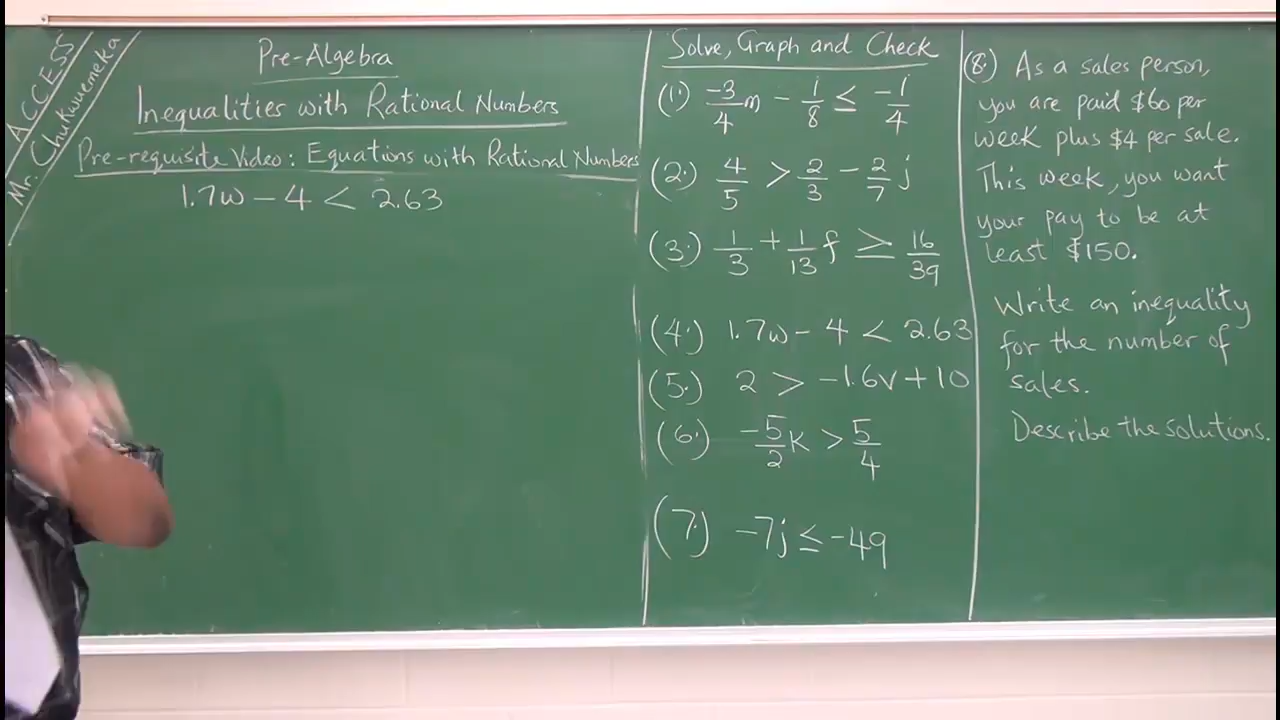 ACCESS
Mr. Chukwuemeka
Pre-Algebra
Inequalities with Rational Numbers
Pre-requisite Video: Equations with Rational Numbers
1.7w - 4 < 2.63
Solve, Graph and Check
(1.) -3/4 m - 1/8 ≤ -1/4
(2.) 4/5 > 2/3 - 2/7 j
(3.) 1/3 + 1/13 f ≥ 16/39
(4.) 1.7w - 4 < 2.63
(5.) 2 > -1.6v + 10
(6.) -5/2 k > 5/4
(7.) -7j ≤ -49
(8.) As a sales person,
you are paid $60 per
week plus $4 per sale.
This week, you want
your pay to be at
least $150.
Write an inequality
for the number of
sales.
Describe the solutions.